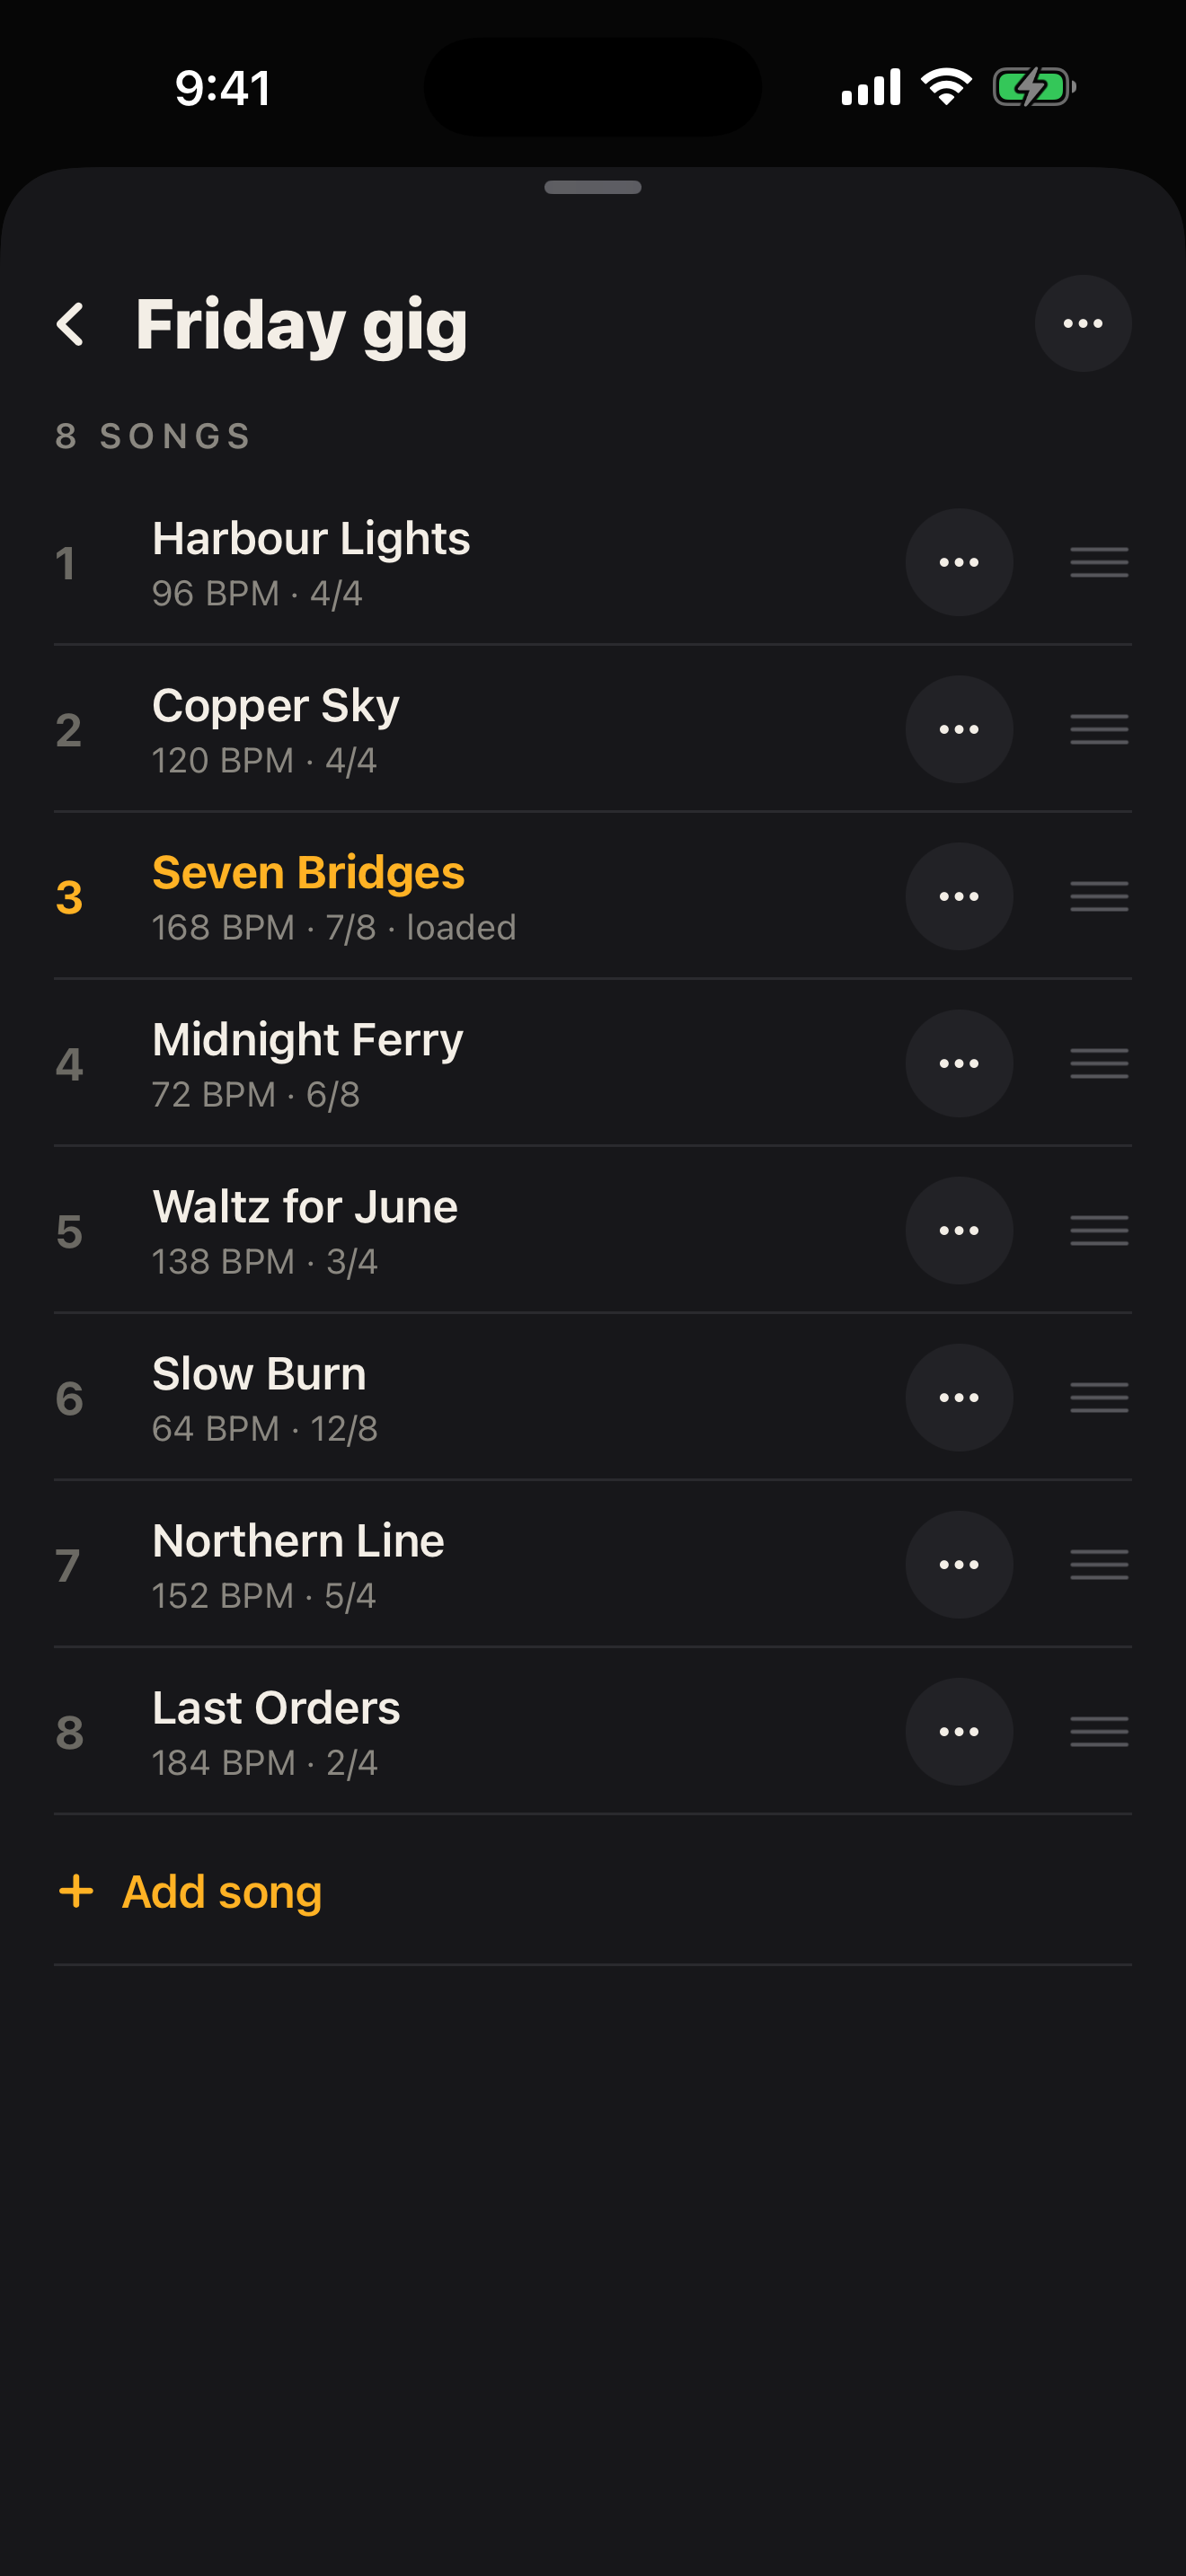 9:41
Friday gig
8 SONGS
1
Harbour Lights
96 BPM · 4/4
2
Copper Sky
120 BPM · 4/4
3
Seven Bridges
168 BPM · 7/8 · loaded
4
Midnight Ferry
72 BPM · 6/8
5
Waltz for June
138 BPM · 3/4
6
Slow Burn
64 BPM · 12/8
7
Northern Line
152 BPM · 5/4
8
Last Orders
184 BPM · 2/4
+ Add song